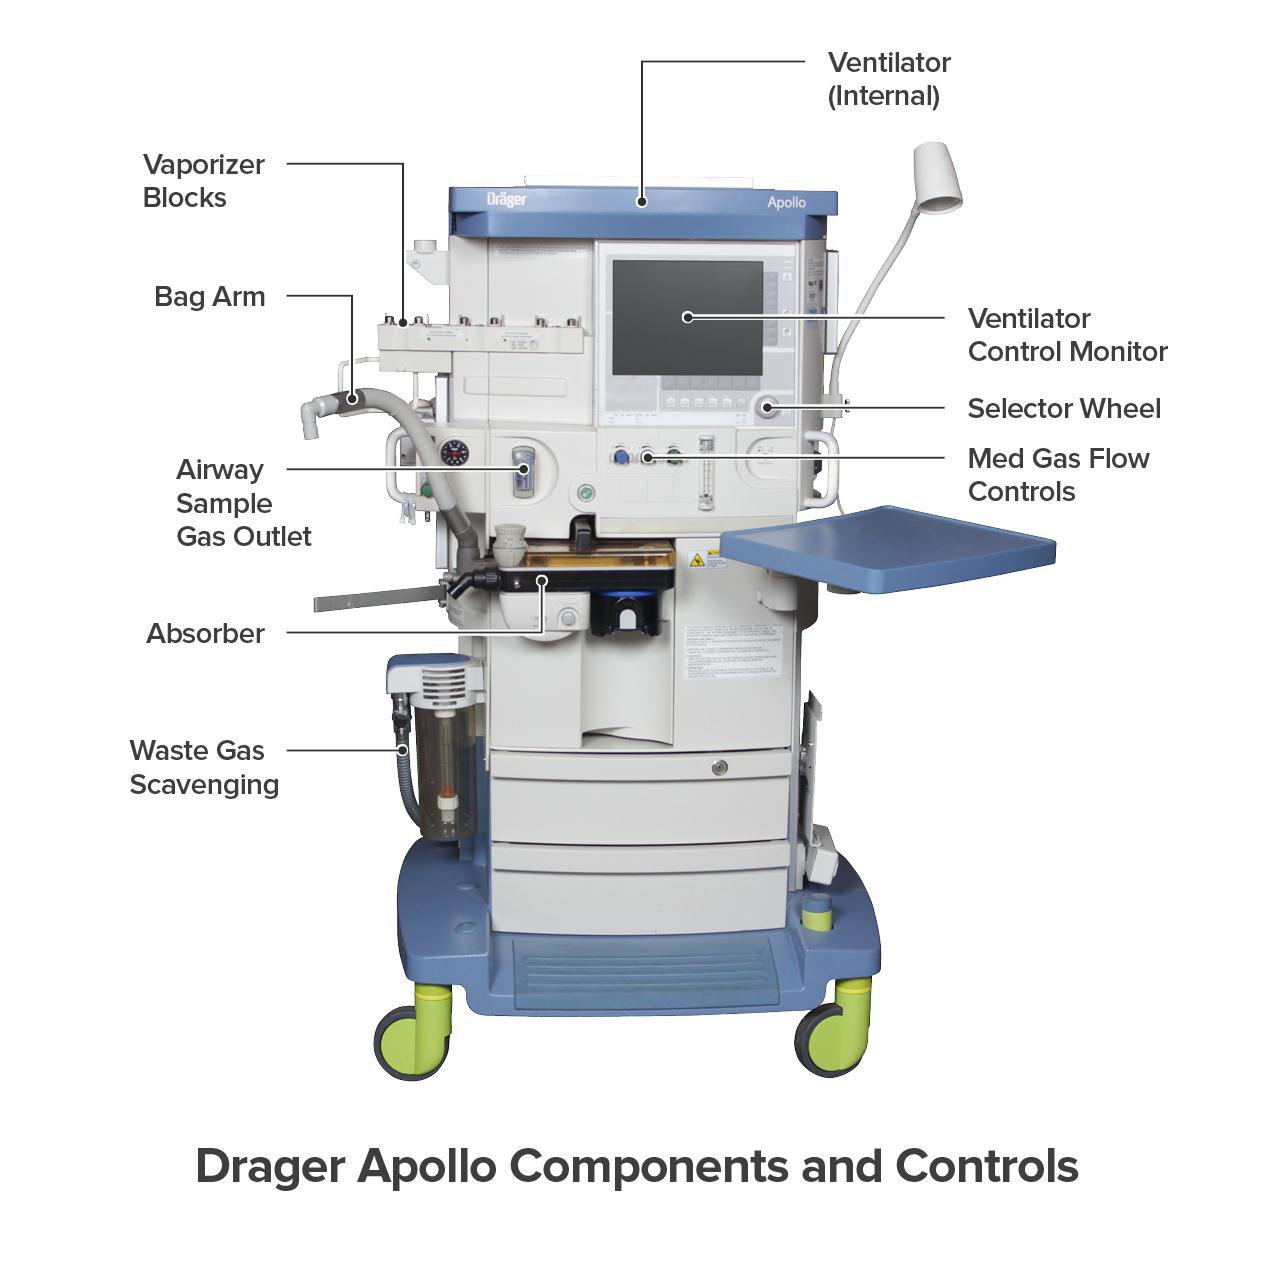 Ventilator
(Internal)
Vaporizer
Blocks
Dräger
Apollo
Bag Arm
Ventilator
Control Monitor
Selector Wheel
Med Gas Flow
Controls
Airway
Sample
Gas Outlet
Absorber
Waste Gas
Scavenging
Drager Apollo Components and Controls